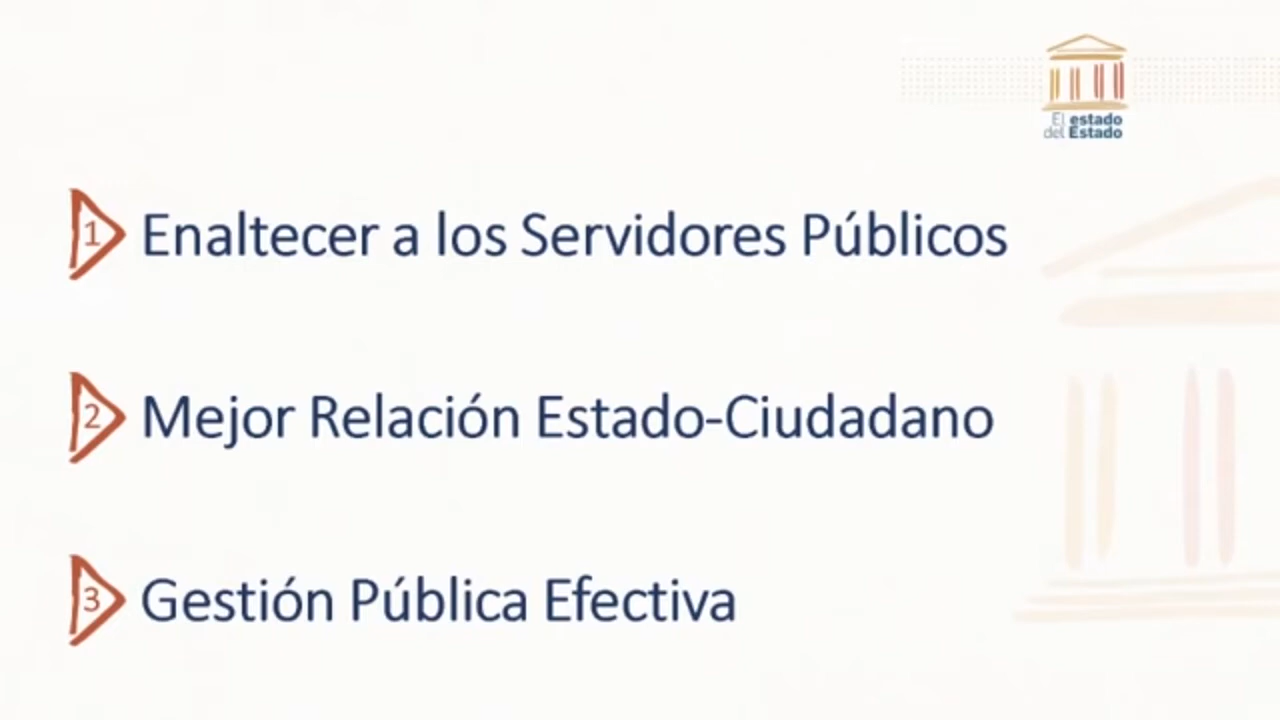 El estado
del Estado
1 Enaltecer a los Servidores Públicos
2 Mejor Relación Estado-Ciudadano
3 Gestión Pública Efectiva